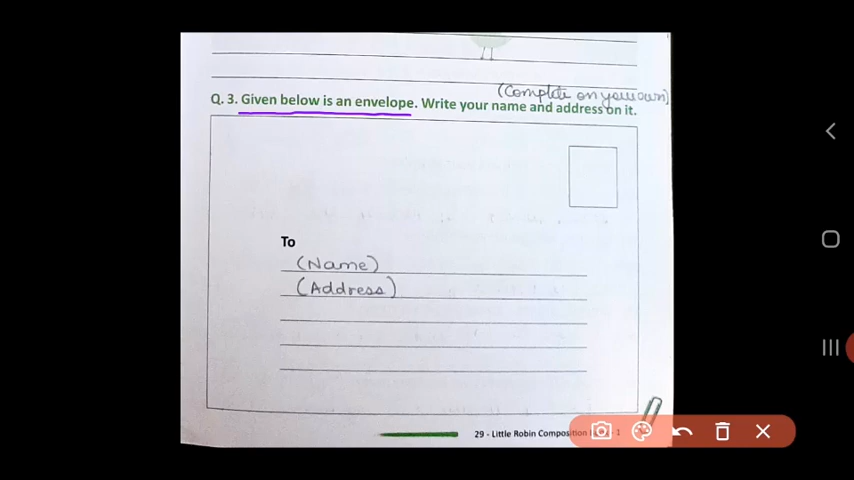 (Complete on your own)
Q. 3. Given below is an envelope. Write your name and address on it.
To
(Name)
(Address)
29 - Little Robin Composition - 1